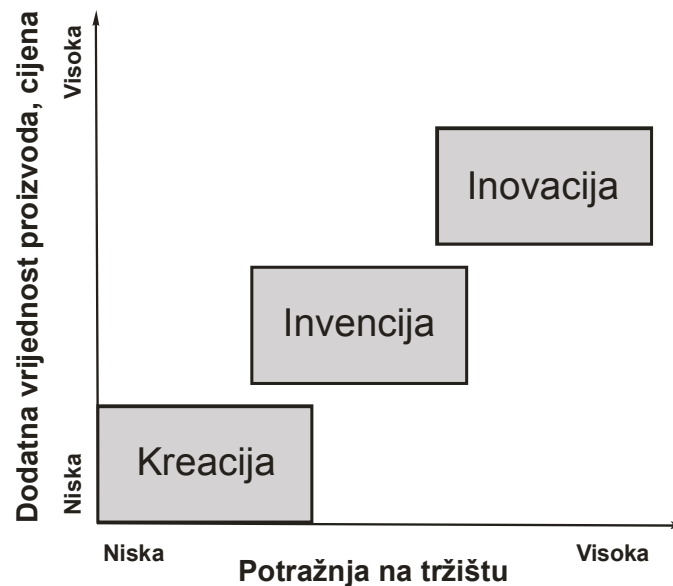 Dodatna vrijednost proizvoda, cijena
Visoka
Niska
Inovacija
Invencija
Kreacija
Niska
Visoka
Potražnja na tržištu